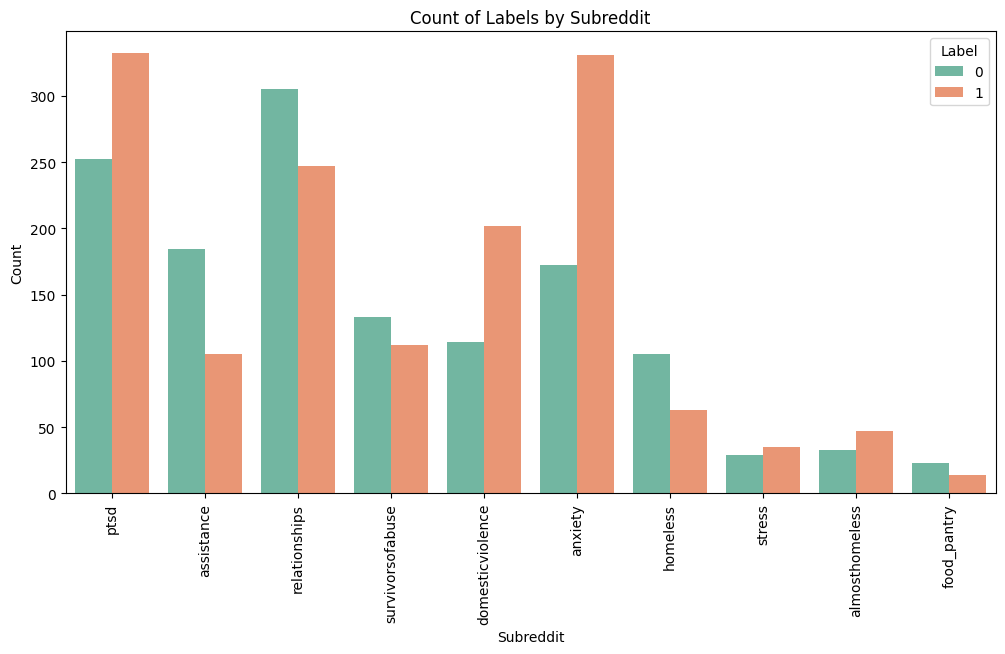 Count of Labels by Subreddit
Label
0
1
Count
300
250
200
150
100
50
0
ptsd
assistance
relationships
survivorsofabuse
domesticviolence
anxiety
homeless
stress
almosthomeless
food_pantry
Subreddit